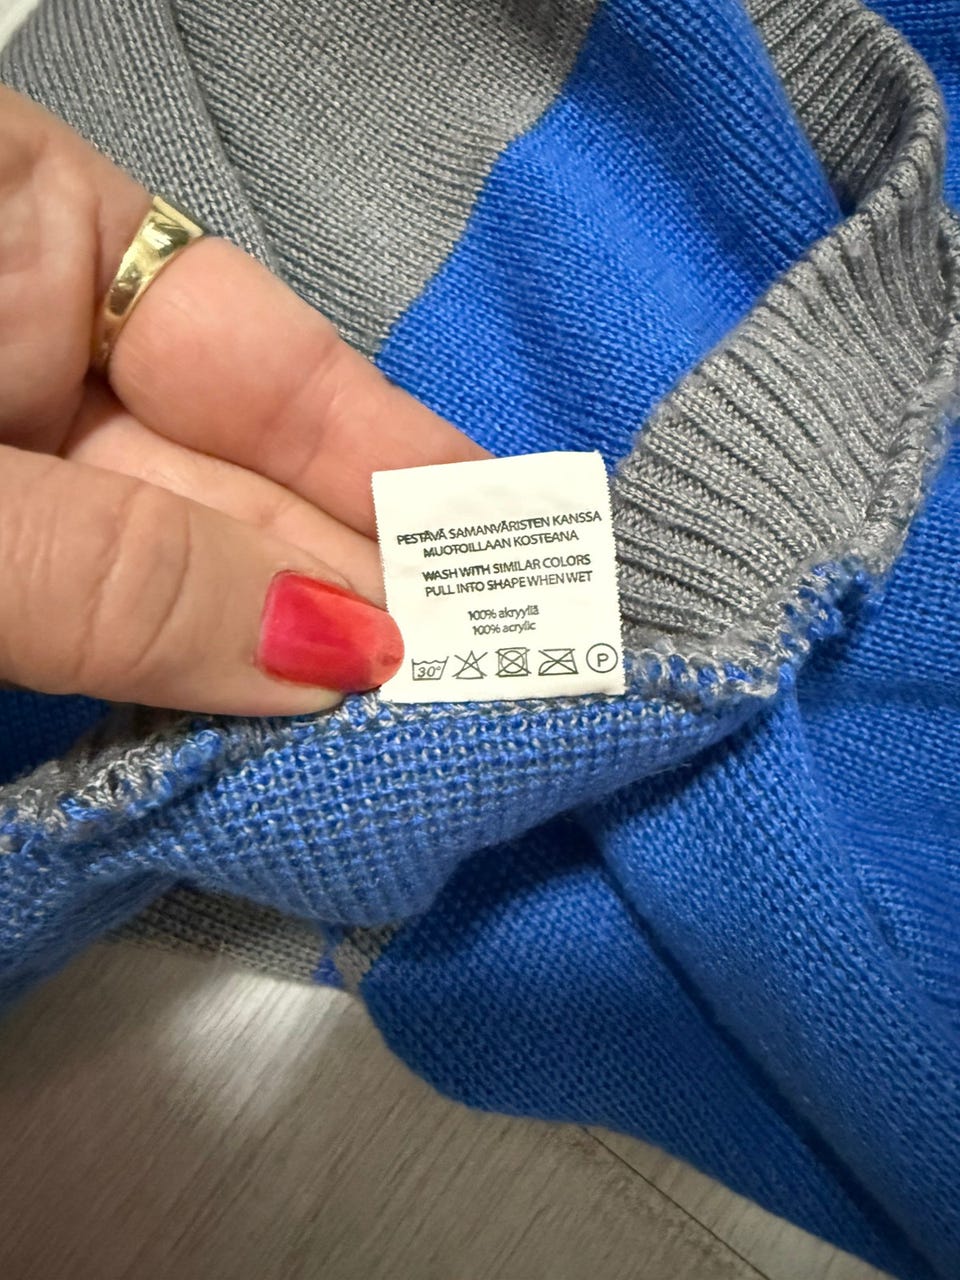 PESTÄVÄ SAMANVÄRISTEN KANSSA
MUOTOILLAAN KOSTEANA
WASH WITH SIMILAR COLORS
PULL INTO SHAPE WHEN WET
100% akryyliä
100% acrylic
30° P